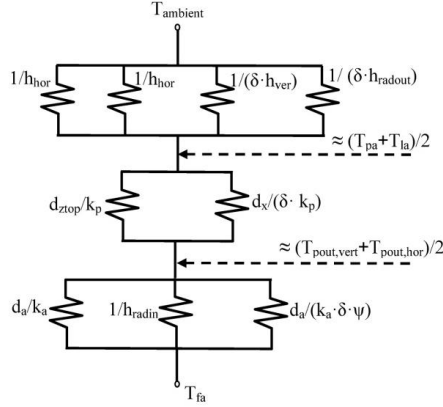 T_ambient
1/h_hor 1/h_hor 1/(δ·h_ver) 1/ (δ·h_radout)
≈ (T_pa+T_la)/2
d_ztop/k_p d_x/(δ· k_p)
≈ (T_pout,vert+T_pout,hor)/2
d_a/k_a 1/h_radin d_a/(k_a·δ·ψ)
T_fa